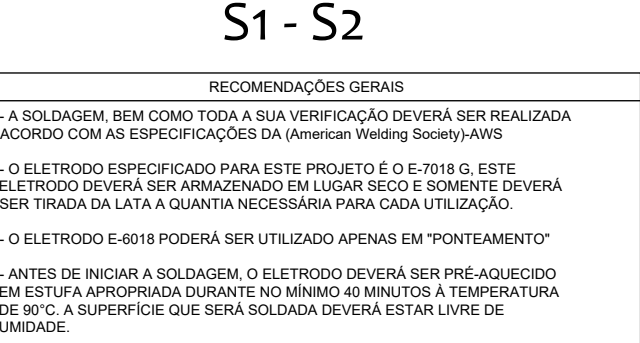 S1 - S2
RECOMENDAÇÕES GERAIS
- A SOLDAGEM, BEM COMO TODA A SUA VERIFICAÇÃO DEVERÁ SER REALIZADA
ACORDO COM AS ESPECIFICAÇÕES DA (American Welding Society)-AWS
- O ELETRODO ESPECIFICADO PARA ESTE PROJETO É O E-7018 G, ESTE
ELETRODO DEVERÁ SER ARMAZENADO EM LUGAR SECO E SOMENTE DEVERÁ
SER TIRADA DA LATA A QUANTIA NECESSÁRIA PARA CADA UTILIZAÇÃO.
- O ELETRODO E-6018 PODERÁ SER UTILIZADO APENAS EM "PONTEAMENTO"
- ANTES DE INICIAR A SOLDAGEM, O ELETRODO DEVERÁ SER PRÉ-AQUECIDO
EM ESTUFA APROPRIADA DURANTE NO MÍNIMO 40 MINUTOS À TEMPERATURA
DE 90°C. A SUPERFÍCIE QUE SERÁ SOLDADA DEVERÁ ESTAR LIVRE DE
UMIDADE.